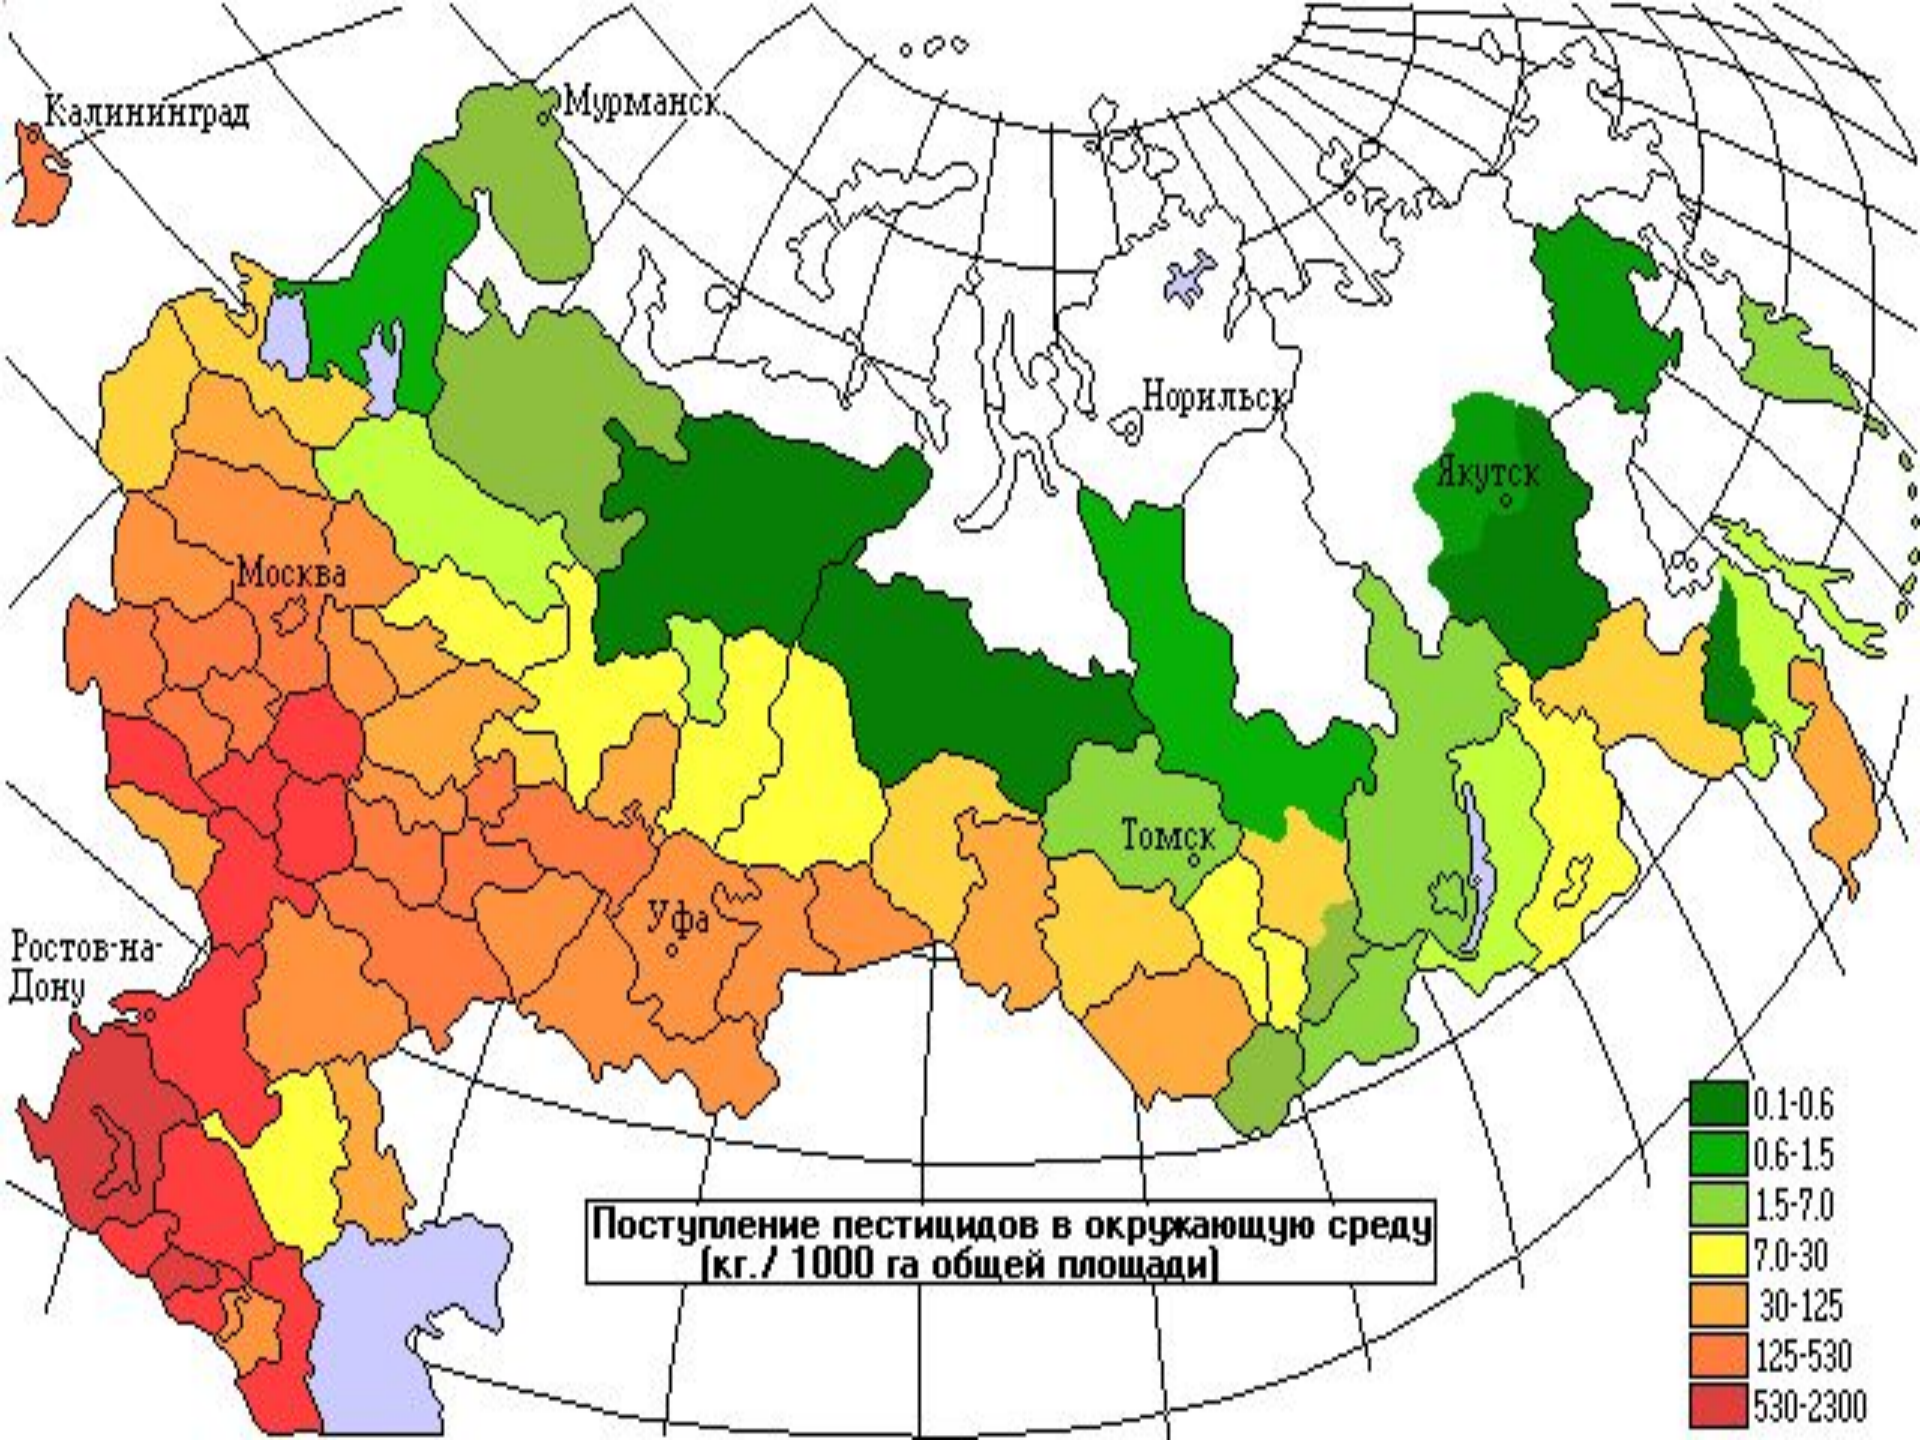 Калининград
Мурманск
Норильск
Якутск
Москва
Томск
Уфа
Ростов-на-
Дону
0.1-0.6
0.6-1.5
1.5-7.0
7.0-30
30-125
125-530
530-2300
Поступление пестицидов в окружающую среду
(кг./ 1000 га общей площади)